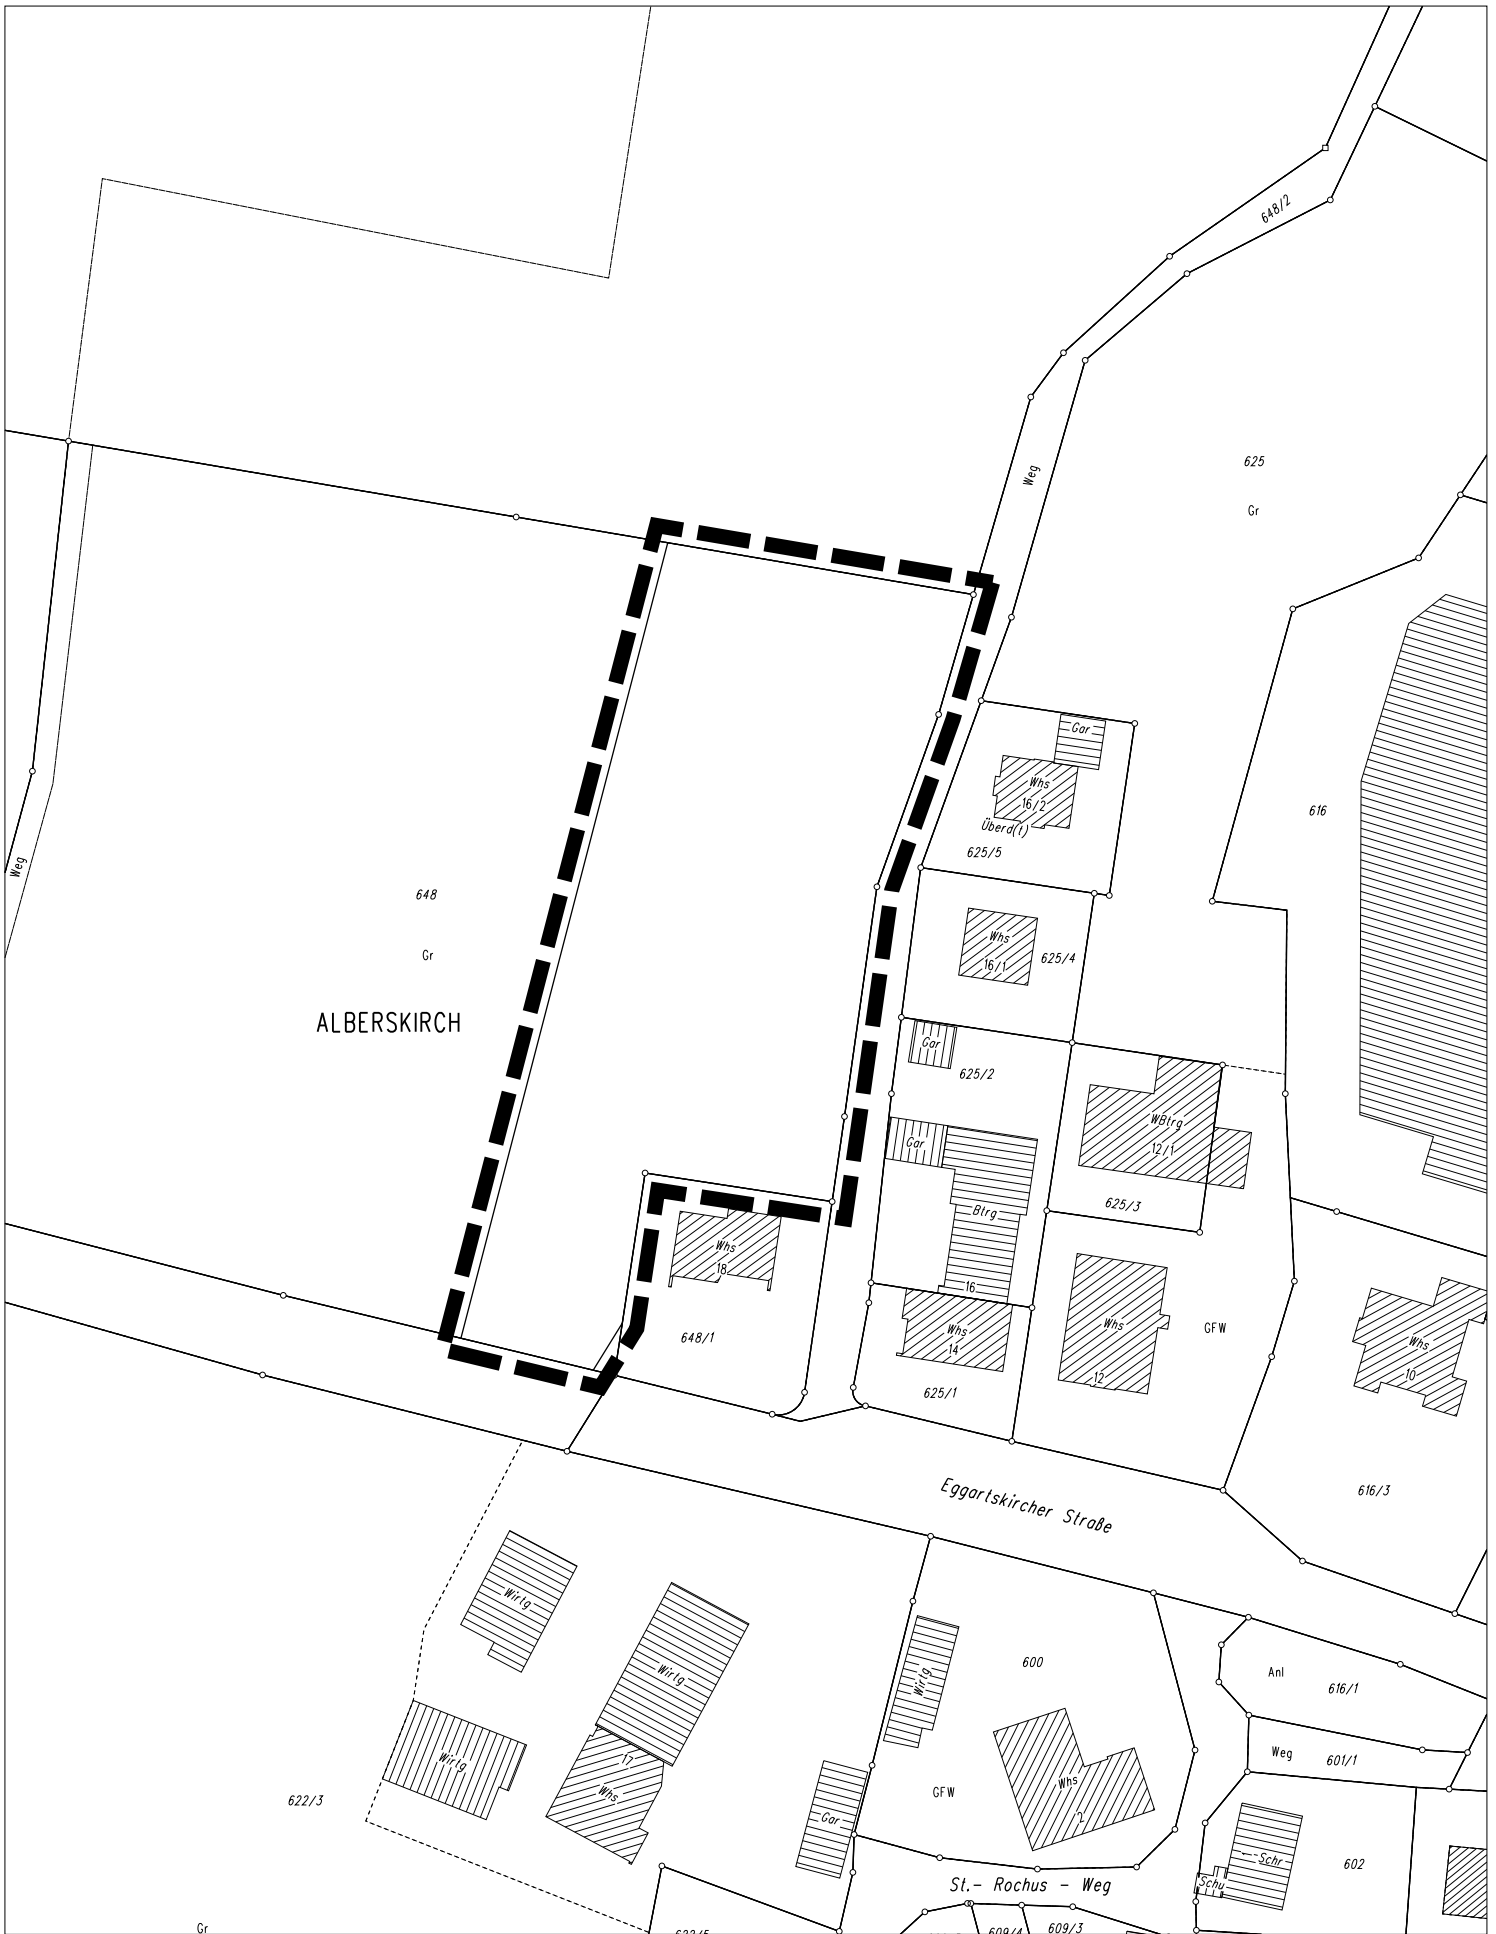 648/2
625
Weg
Gr
Gar
Whs
16/2
Überd(t)
625/5
616
Weg
648
Gr
Whs
16/1
625/4
ALBERSKIRCH
Gar
625/2
WBtrg
12/1
Gar
625/3
Btrg
Whs
18
16
648/1
Whs
14
Whs
12
GFW
Whs
10
625/1
Eggartskircher Straße
616/3
Wirtg
Wirtg
Wirtg
600
Anl
616/1
Weg
601/1
Wirtg
17
Whs
622/3
GFW
Whs
2
Gar
Schr
602
Schu
St.- Rochus - Weg
Gr
622/5
609/4
609/3